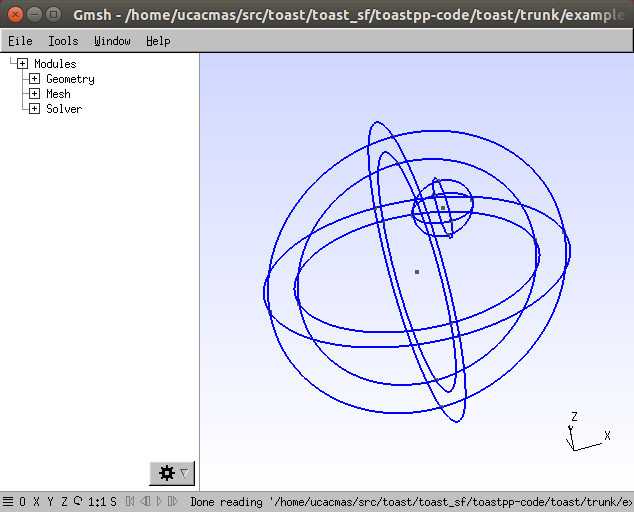 Gmsh - /home/ucacmas/src/toast/toast_sf/toastpp-code/toast/trunk/example
File Tools Window Help
Modules
Geometry
Mesh
Solver
Z
X
O X Y Z 1:1 S Done reading '/home/ucacmas/src/toast/toast_sf/toastpp-code/toast/trunk/ex